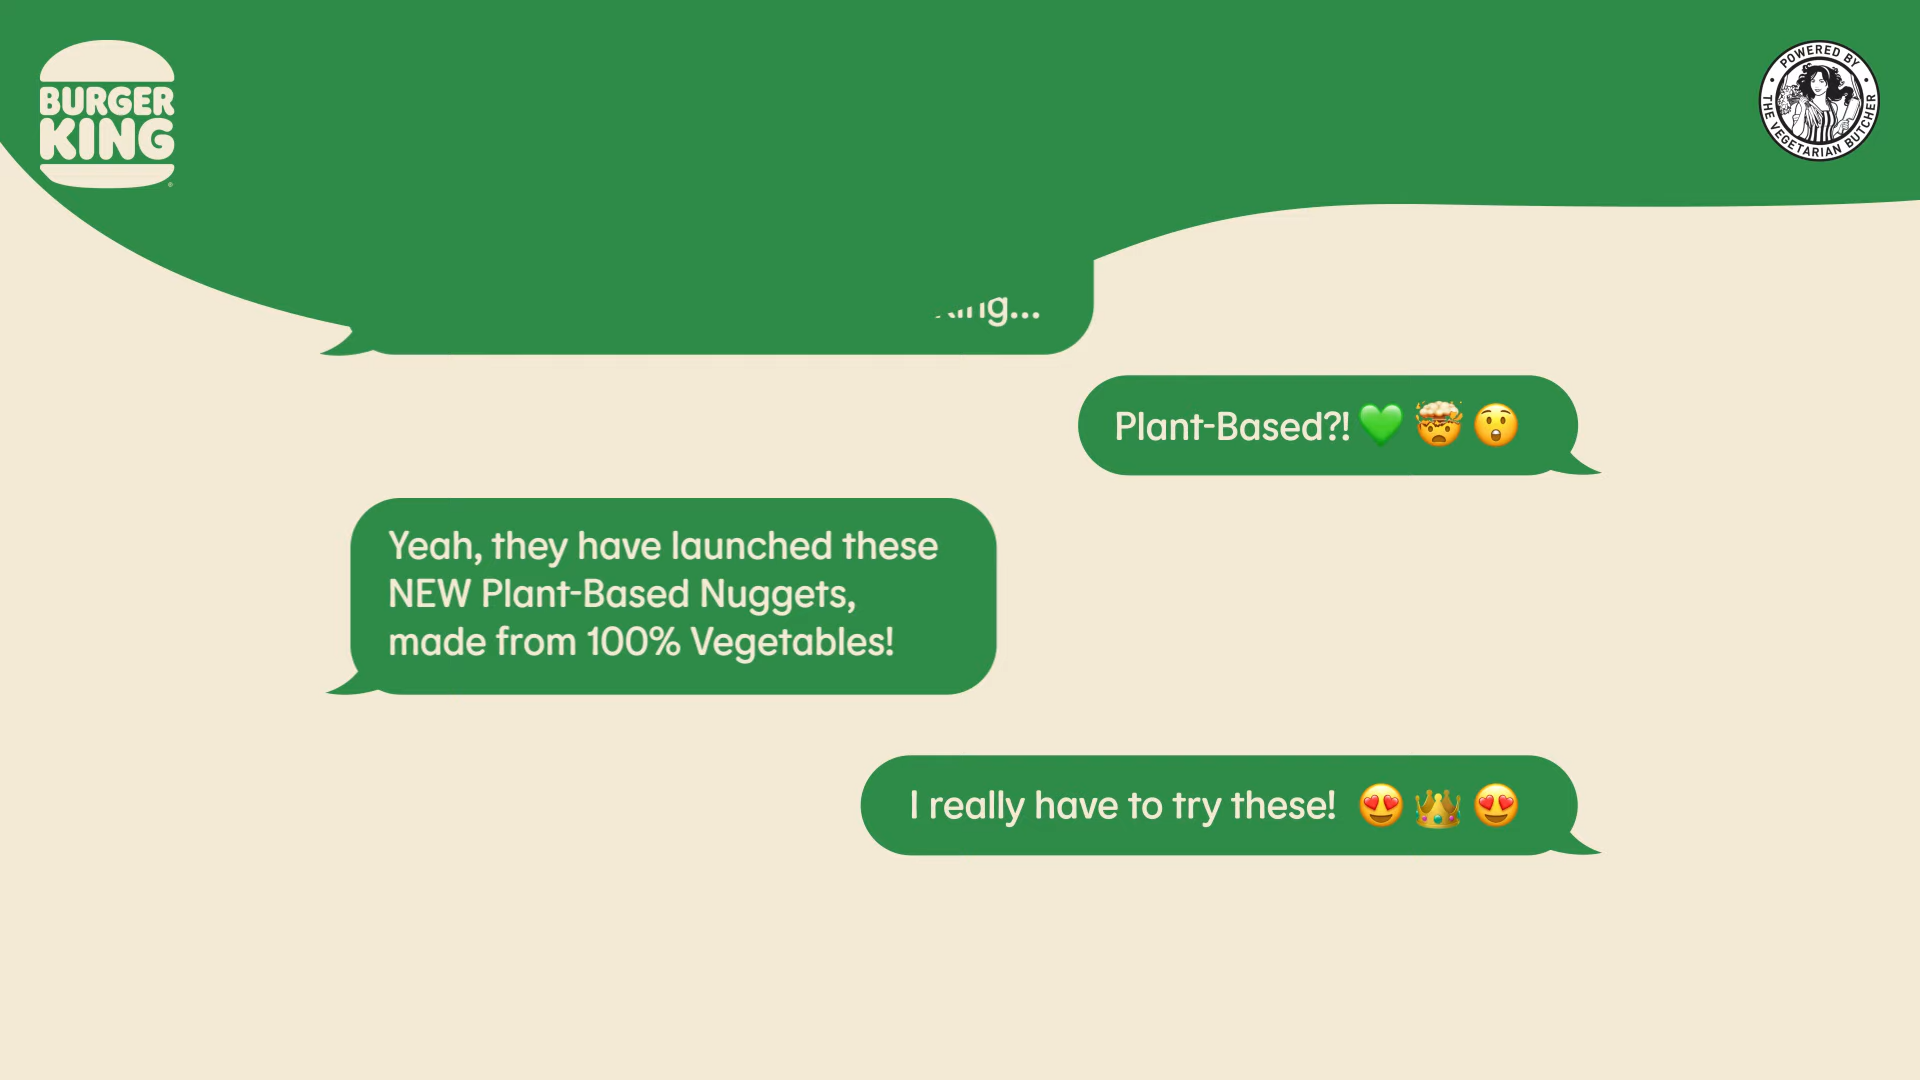 BURGER
KING
POWERED BY
THE VEGETARIAN BUTCHER
Plant-Based?! 💚 🤯 😲
Yeah, they have launched these
NEW Plant-Based Nuggets,
made from 100% Vegetables!
I really have to try these! 😍 👑 😍